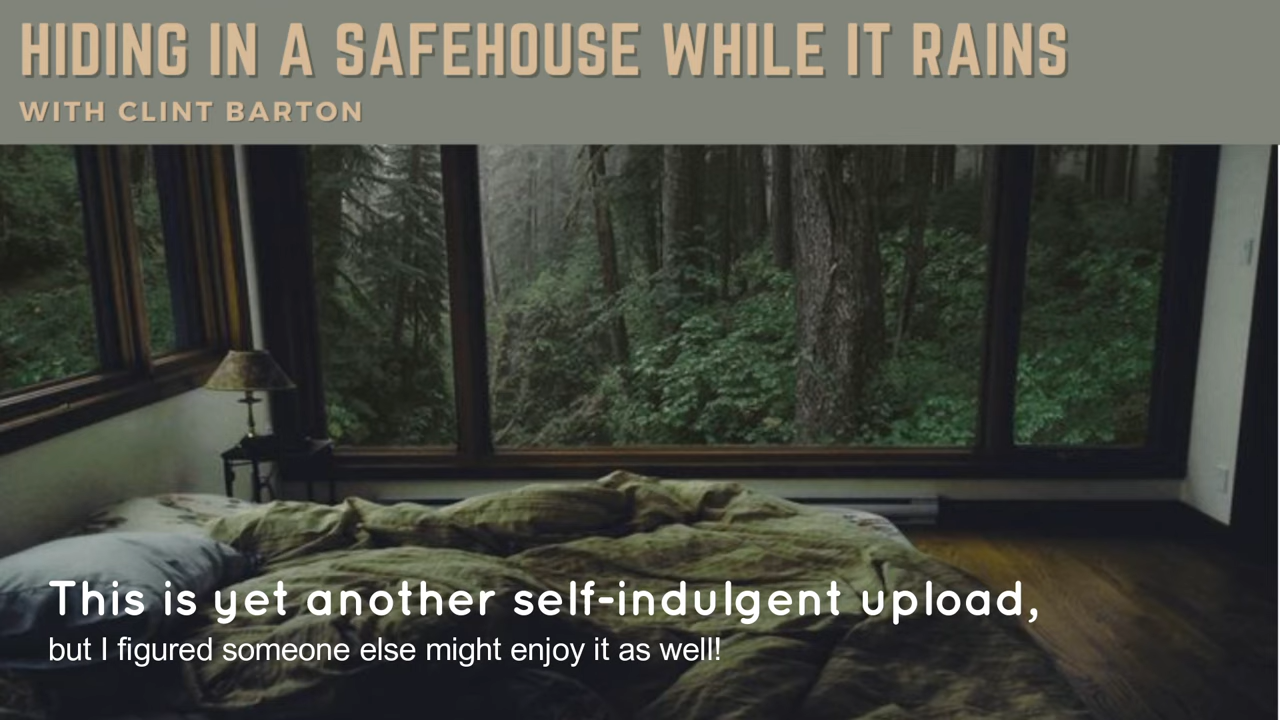 HIDING IN A SAFEHOUSE WHILE IT RAINS
WITH CLINT BARTON
This is yet another self-indulgent upload,
but I figured someone else might enjoy it as well!